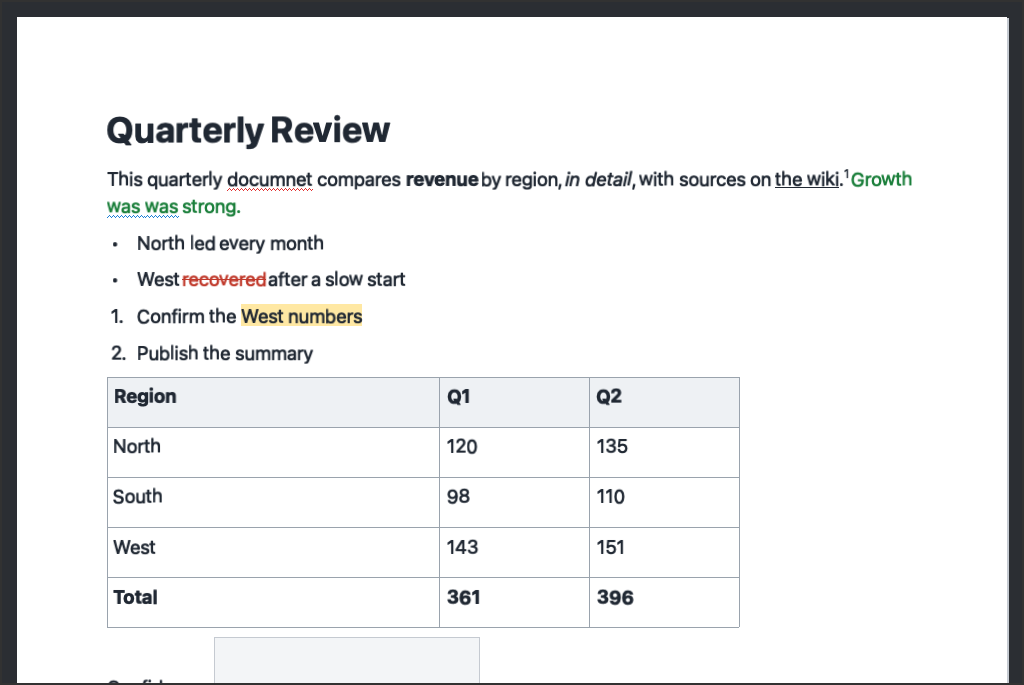 Quarterly Review
This quarterly documnet compares revenue by region, in detail, with sources on the wiki.¹ Growth
was was strong.
• North led every month
• West recovered after a slow start
1. Confirm the West numbers
2. Publish the summary
Region Q1 Q2
North 120 135
South 98 110
West 143 151
Total 361 396